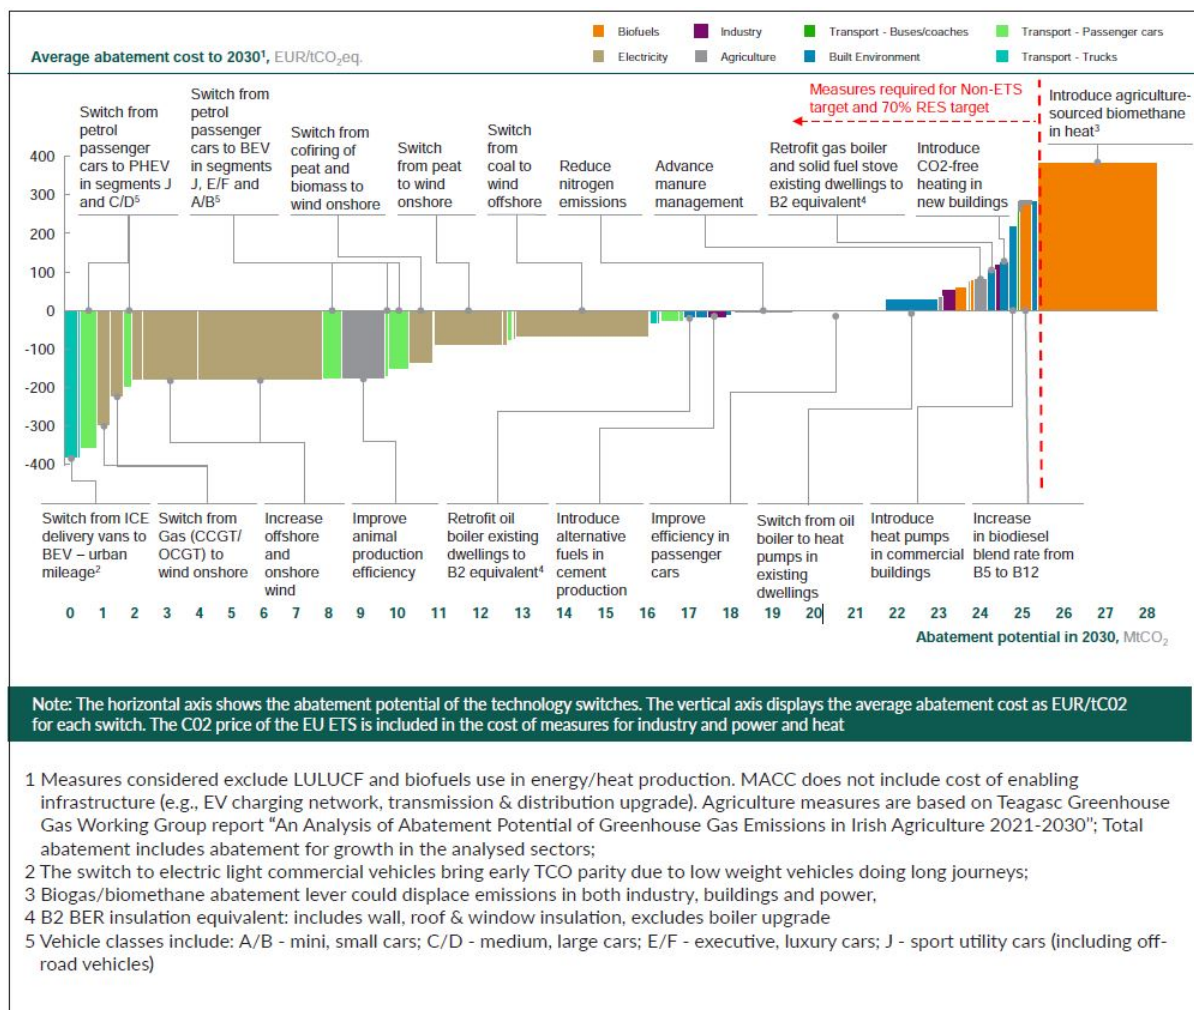 Biofuels
Industry
Transport - Buses/coaches
Transport - Passenger cars
Electricity
Agriculture
Built Environment
Transport - Trucks
Average abatement cost to 2030¹, EUR/tCO₂eq.
Measures required for Non-ETS
target and 70% RES target
Switch from
petrol
passenger
cars to PHEV
in segments J
and C/D⁵
Switch from
petrol
passenger
cars to BEV
in segments
J, E/F and
A/B⁵
Switch from
cofiring of
peat and
biomass to
wind onshore
Switch
from peat
to wind
onshore
Switch
from
coal to
wind
offshore
Reduce
nitrogen
emissions
Advance
manure
management
Retrofit gas boiler
and solid fuel stove
existing dwellings to
B2 equivalent⁴
Introduce
CO2-free
heating in
new buildings
Introduce agriculture-
sourced biomethane
in heat³
400
300
200
100
0
-100
-200
-300
-400
Switch from ICE
delivery vans to
BEV – urban
mileage²
Switch from
Gas (CCGT/
OCGT) to
wind onshore
Increase
offshore
and
onshore
wind
Improve
animal
production
efficiency
Retrofit oil
boiler existing
dwellings to
B2 equivalent⁴
Introduce
alternative
fuels in
cement
production
Improve
efficiency in
passenger
cars
Switch from oil
boiler to heat
pumps in
existing
dwellings
Introduce
heat pumps
in commercial
buildings
Increase
in biodiesel
blend rate from
B5 to B12
0 1 2 3 4 5 6 7 8 9 10 11 12 13 14 15 16 17 18 19 20 21 22 23 24 25 26 27 28
Abatement potential in 2030, MtCO₂
Note: The horizontal axis shows the abatement potential of the technology switches. The vertical axis displays the average abatement cost as EUR/tC02
for each switch. The C02 price of the EU ETS is included in the cost of measures for industry and power and heat
1 Measures considered exclude LULUCF and biofuels use in energy/heat production. MACC does not include cost of enabling
infrastructure (e.g., EV charging network, transmission & distribution upgrade). Agriculture measures are based on Teagasc Greenhouse
Gas Working Group report “An Analysis of Abatement Potential of Greenhouse Gas Emissions in Irish Agriculture 2021-2030”; Total
abatement includes abatement for growth in the analysed sectors;
2 The switch to electric light commercial vehicles bring early TCO parity due to low weight vehicles doing long journeys;
3 Biogas/biomethane abatement lever could displace emissions in both industry, buildings and power,
4 B2 BER insulation equivalent: includes wall, roof & window insulation, excludes boiler upgrade
5 Vehicle classes include: A/B - mini, small cars; C/D - medium, large cars; E/F - executive, luxury cars; J - sport utility cars (including off-
road vehicles)